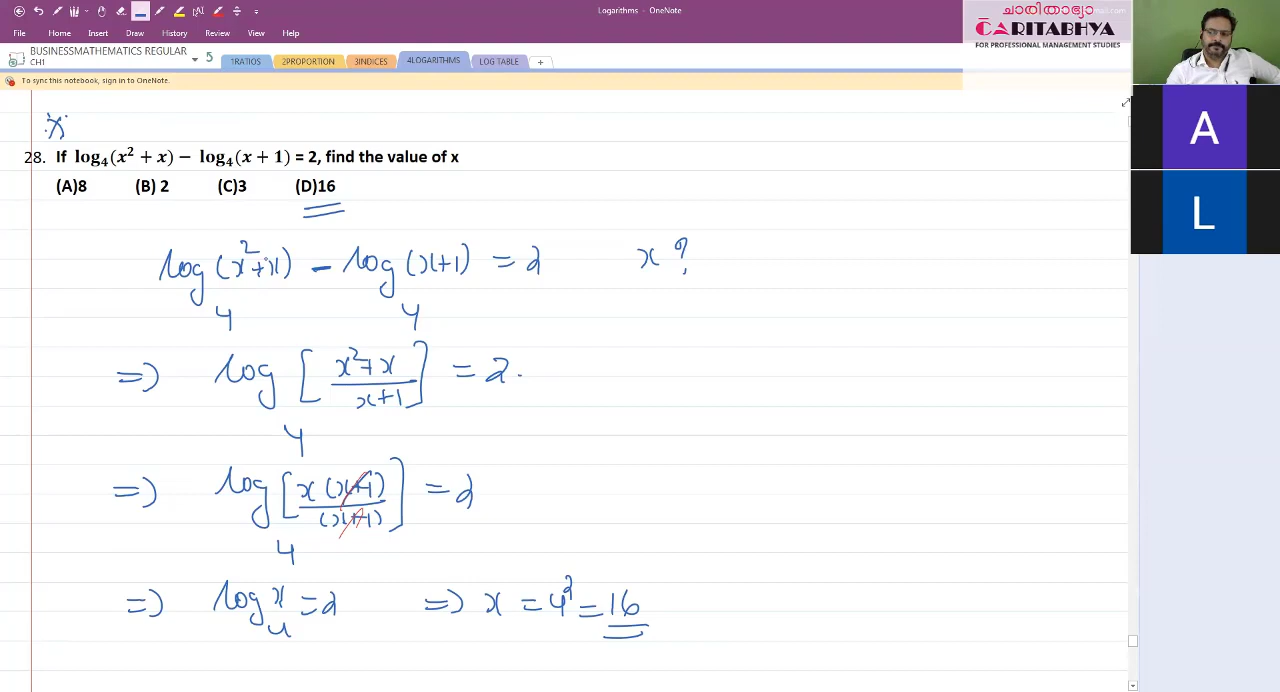 Logarithms - OneNote
ചാരിതാഭ്യാ
CARITABHYA
FOR PROFESSIONAL MANAGEMENT STUDIES
File Home Insert Draw History Review View Help
BUSINESSMATHEMATICS REGULAR
CH1
1RATIOS 2PROPORTION 3INDICES 4LOGARITHMS LOG TABLE +
To sync this notebook, sign in to OneNote.
A
L
28. If log₄(x² + x) − log₄(x + 1) = 2, find the value of x
(A)8 (B) 2 (C)3 (D)16
log₄(x²+x) - log₄(x+1) = 2 x ?
=> log₄[(x²+x)/(x+1)] = 2
=> log₄[x(x+1)/(x+1)] = 2
=> log₄x = 2 => x = 4² = 16